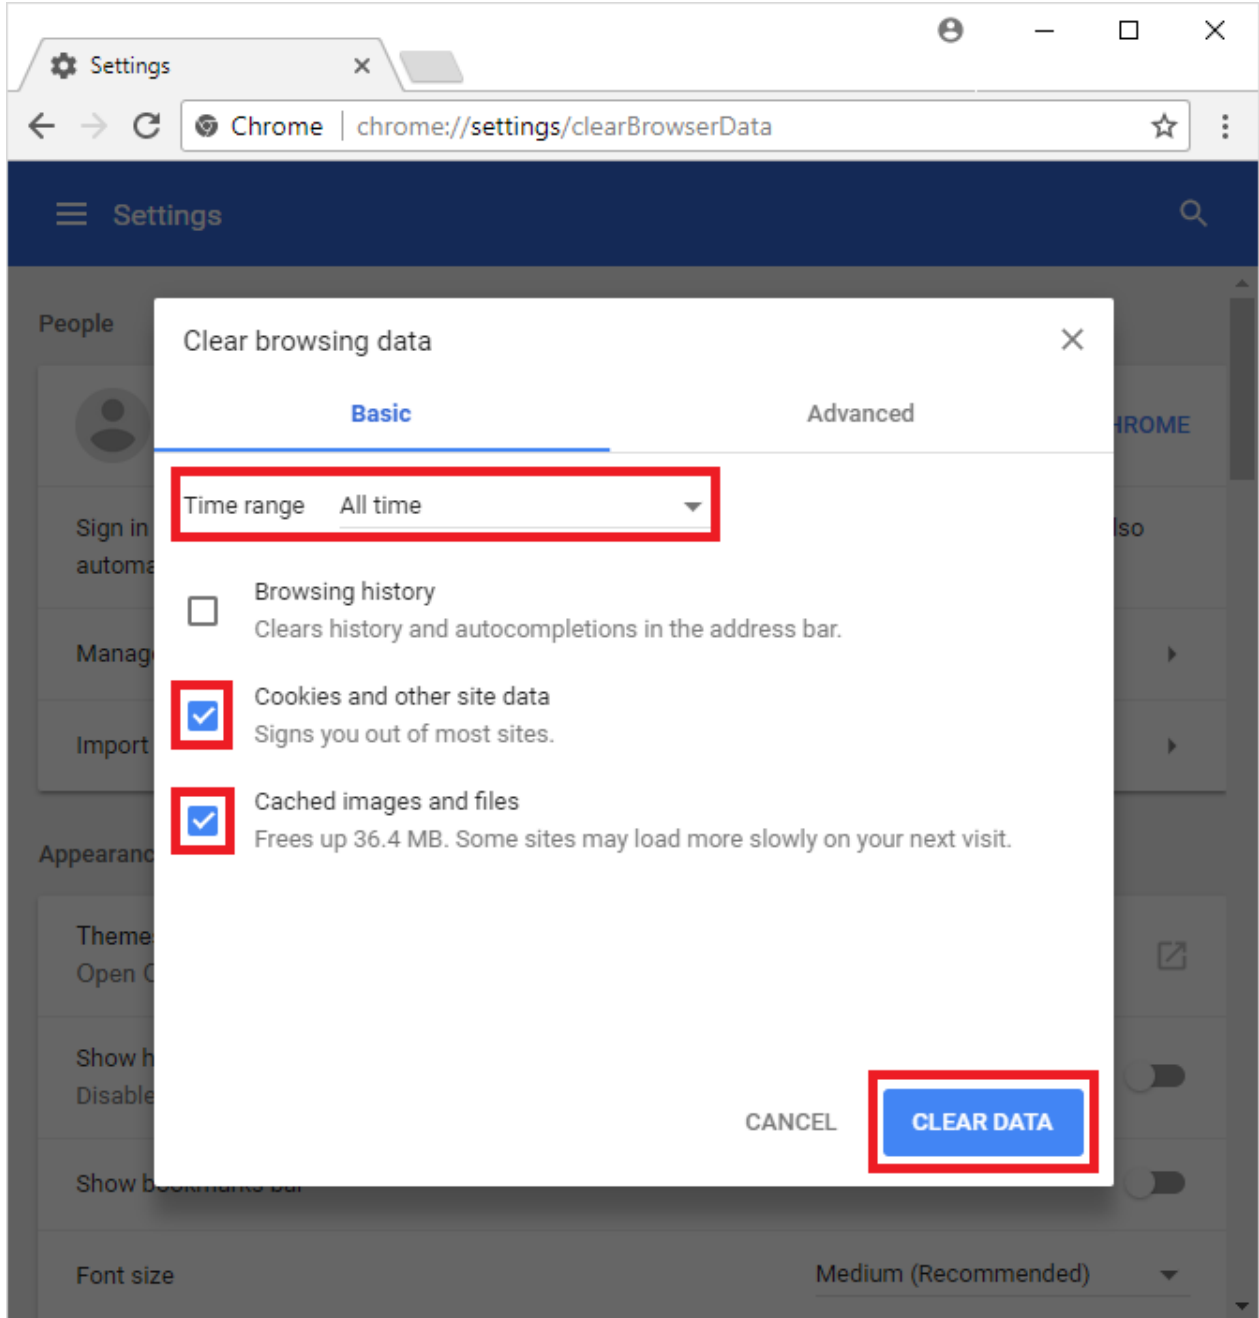 Settings
Chrome chrome://settings/clearBrowserData
Settings
People
Clear browsing data
Basic Advanced
HROME
Time range All time
Sign in lso
automa
Browsing history
Clears history and autocompletions in the address bar.
Manag
Cookies and other site data
Signs you out of most sites.
Import
Cached images and files
Frees up 36.4 MB. Some sites may load more slowly on your next visit.
Appearanc
Theme
Open
Show h
Disable
CANCEL CLEAR DATA
Show bookmarks bar
Font size Medium (Recommended)